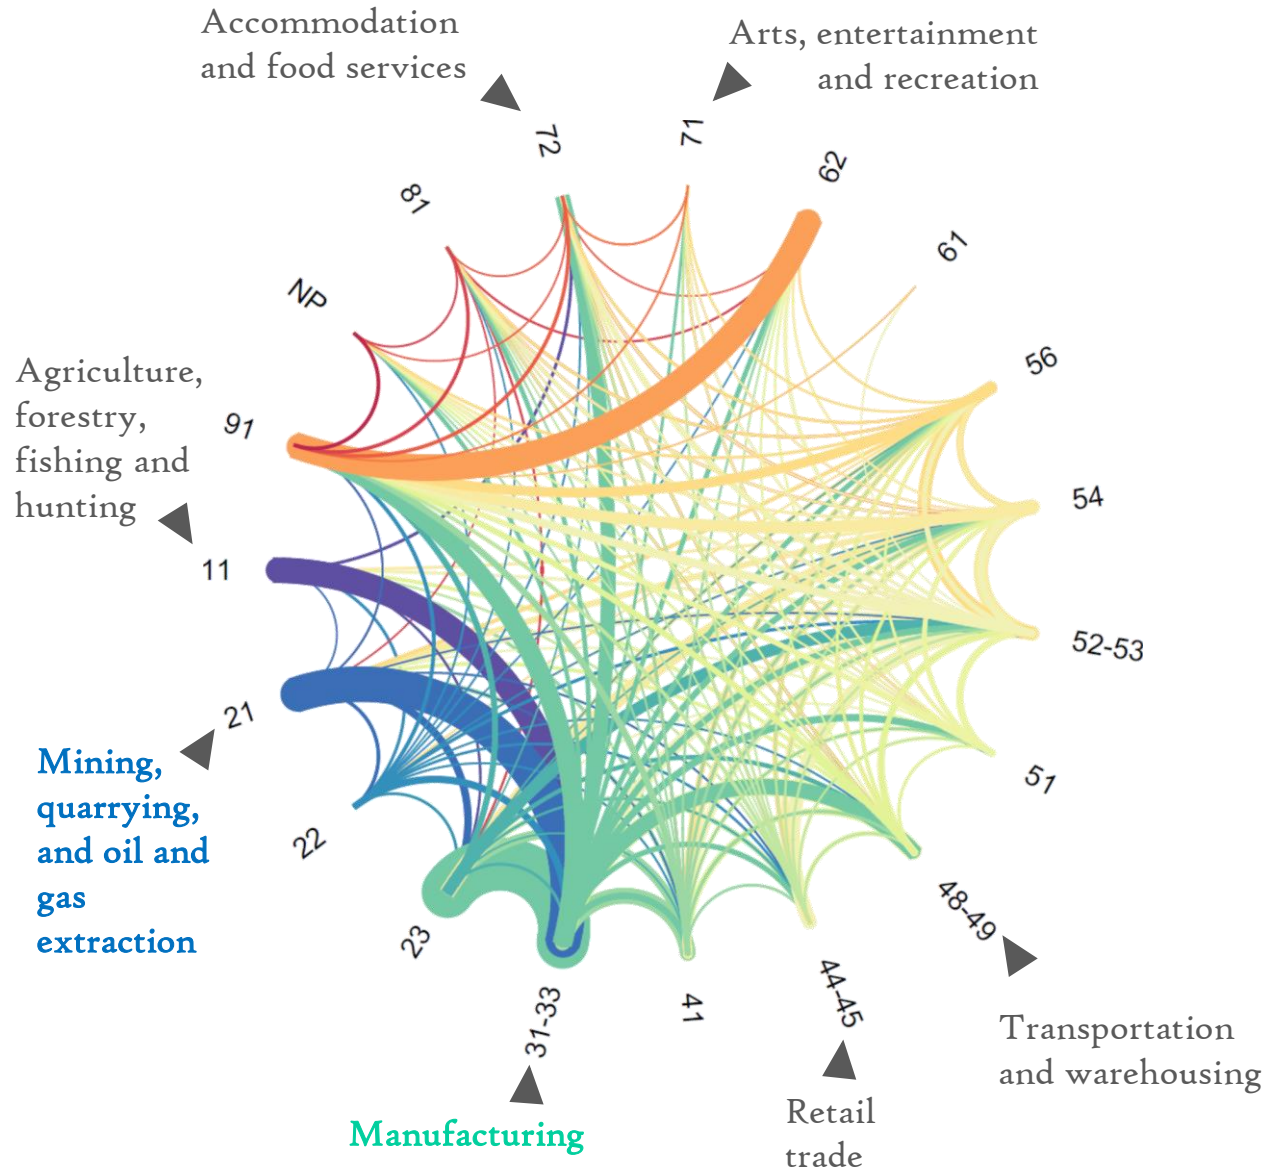 Accommodation
and food services
Arts, entertainment
and recreation
72
71
62
81
61
NP
56
Agriculture,
forestry,
fishing and
hunting
91
54
11
52-53
21
Mining,
quarrying,
and oil and
gas
extraction
51
22
23
48-49
31-33
41
44-45
Transportation
and warehousing
Manufacturing
Retail
trade